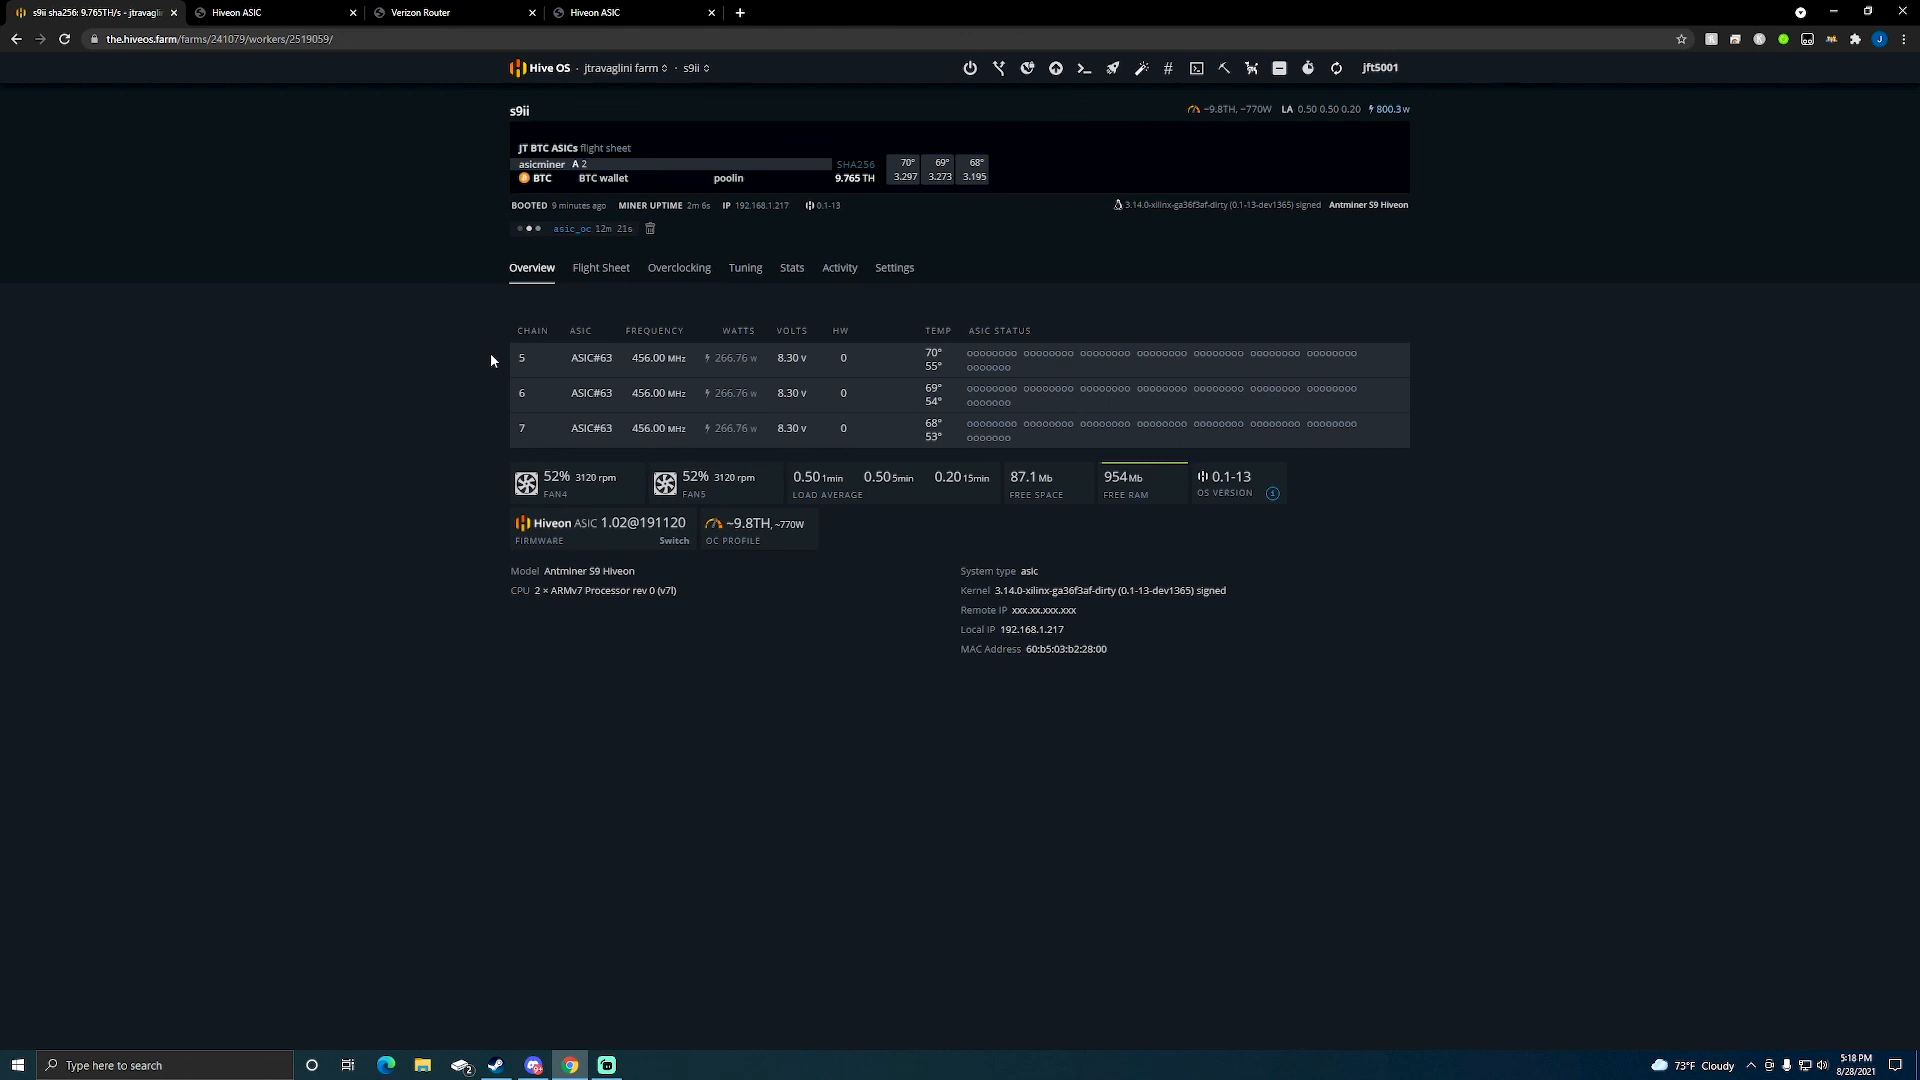 s9ii sha256: 9.765TH/s - jtravaglin
Hiveon ASIC
Verizon Router
Hiveon ASIC
the.hiveos.farm/farms/241079/workers/2519059/
Hive OS · jtravaglini farm · s9ii
jft5001
s9ii
~9.8TH, ~770W LA 0.50 0.50 0.20 800.3 w
JT BTC ASICs flight sheet
asicminer A 2 SHA256 70° 69° 68°
BTC BTC wallet poolin 9.765 TH 3.297 3.273 3.195
BOOTED 9 minutes ago MINER UPTIME 2m 6s IP 192.168.1.217 0.1-13
3.14.0-xilinx-ga36f3af-dirty (0.1-13-dev1365) signed Antminer S9 Hiveon
asic_oc 12m 21s
Overview Flight Sheet Overclocking Tuning Stats Activity Settings
CHAIN ASIC FREQUENCY WATTS VOLTS HW TEMP ASIC STATUS
5 ASIC#63 456.00 MHz 266.76 w 8.30 v 0 70° oooooooo oooooooo oooooooo oooooooo oooooooo oooooooo oooooooo
55° ooooooo
6 ASIC#63 456.00 MHz 266.76 w 8.30 v 0 69° oooooooo oooooooo oooooooo oooooooo oooooooo oooooooo oooooooo
54° ooooooo
7 ASIC#63 456.00 MHz 266.76 w 8.30 v 0 68° oooooooo oooooooo oooooooo oooooooo oooooooo oooooooo oooooooo
53° ooooooo
52% 3120 rpm 52% 3120 rpm 0.50 1min 0.50 5min 0.20 15min 87.1 Mb 954 Mb 0.1-13
FAN4 FAN5 LOAD AVERAGE FREE SPACE FREE RAM OS VERSION
Hiveon ASIC 1.02@191120 ~9.8TH, ~770W
FIRMWARE Switch OC PROFILE
Model Antminer S9 Hiveon
CPU 2 × ARMv7 Processor rev 0 (v7l)
System type asic
Kernel 3.14.0-xilinx-ga36f3af-dirty (0.1-13-dev1365) signed
Remote IP xxx.xx.xxx.xxx
Local IP 192.168.1.217
MAC Address 60:b5:03:b2:28:00
Type here to search
2
9+
73°F Cloudy
5:18 PM
8/28/2021